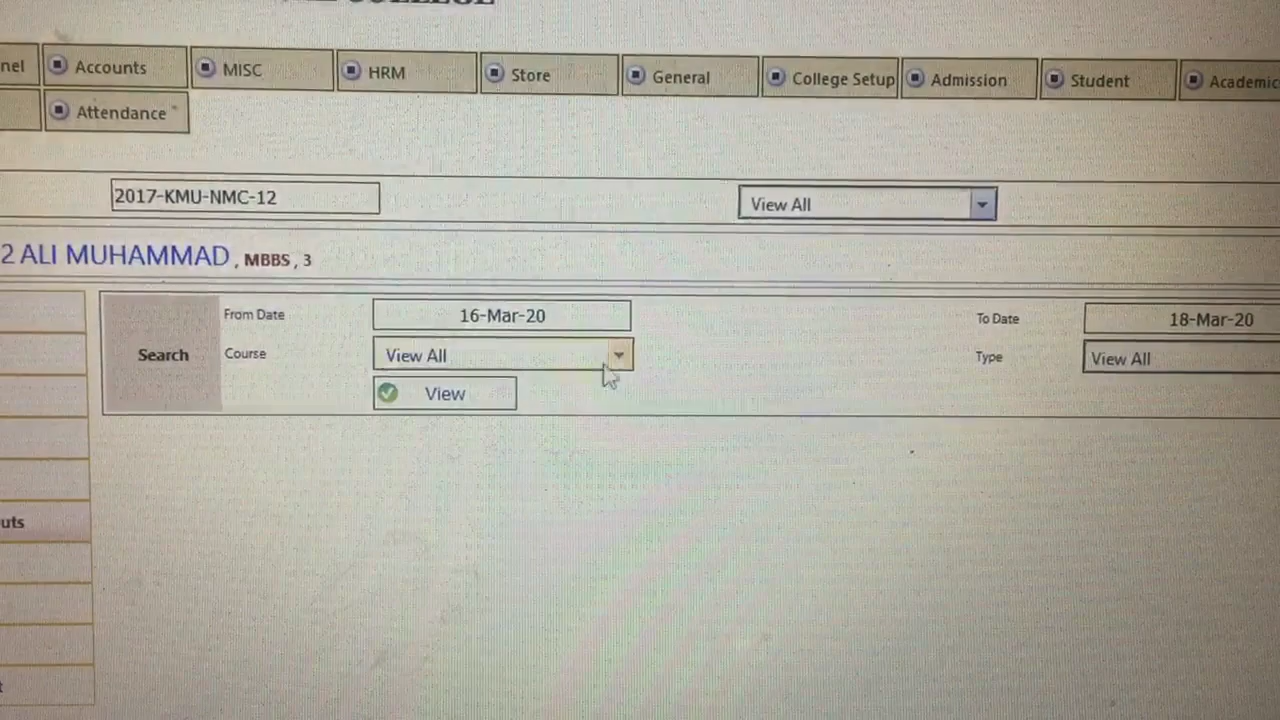 COLLEGE
nel Accounts MISC HRM Store General College Setup Admission Student Academic
Attendance
2017-KMU-NMC-12 View All
2 ALI MUHAMMAD , MBBS , 3
From Date 16-Mar-20 To Date 18-Mar-20
Search Course View All Type View All
View
uts
t